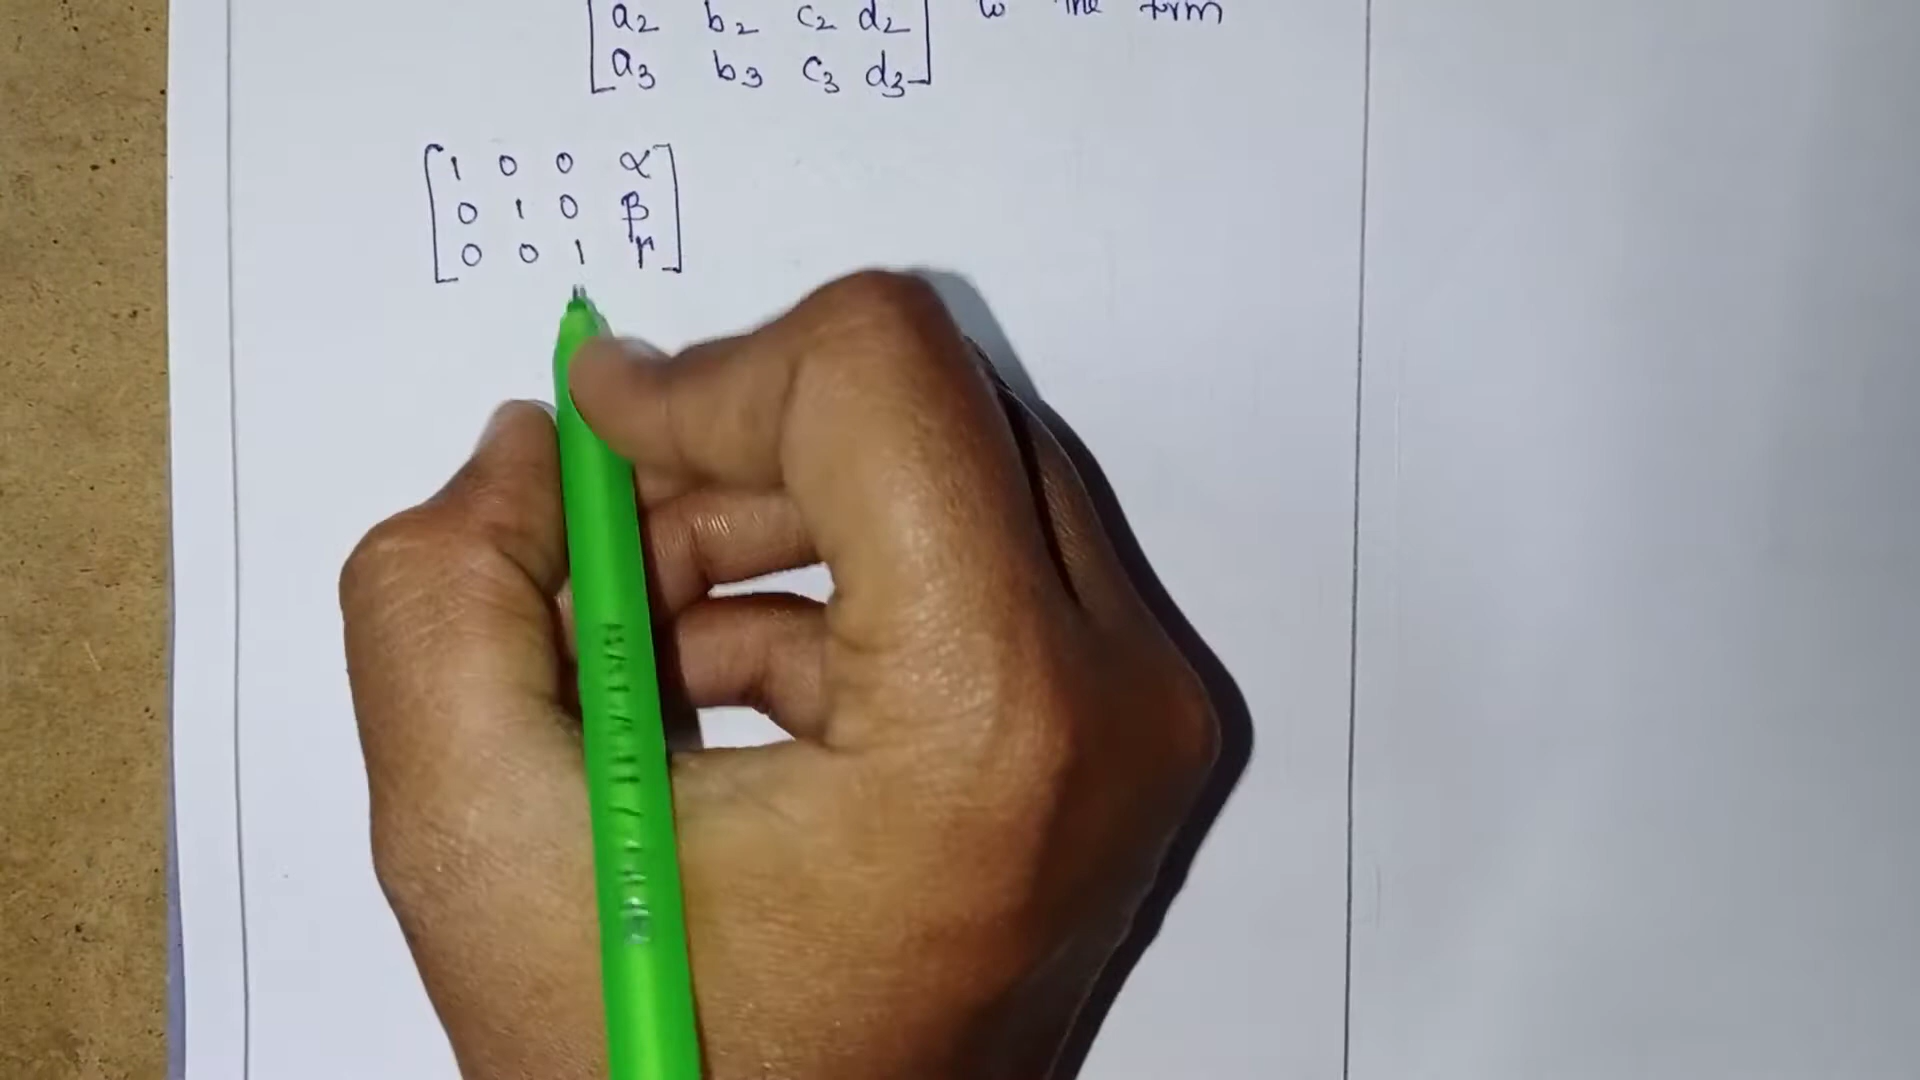 [a2 b2 c2 d2] to the form
[a3 b3 c3 d3]
[1 0 0 α]
[0 1 0 β]
[0 0 1 r]